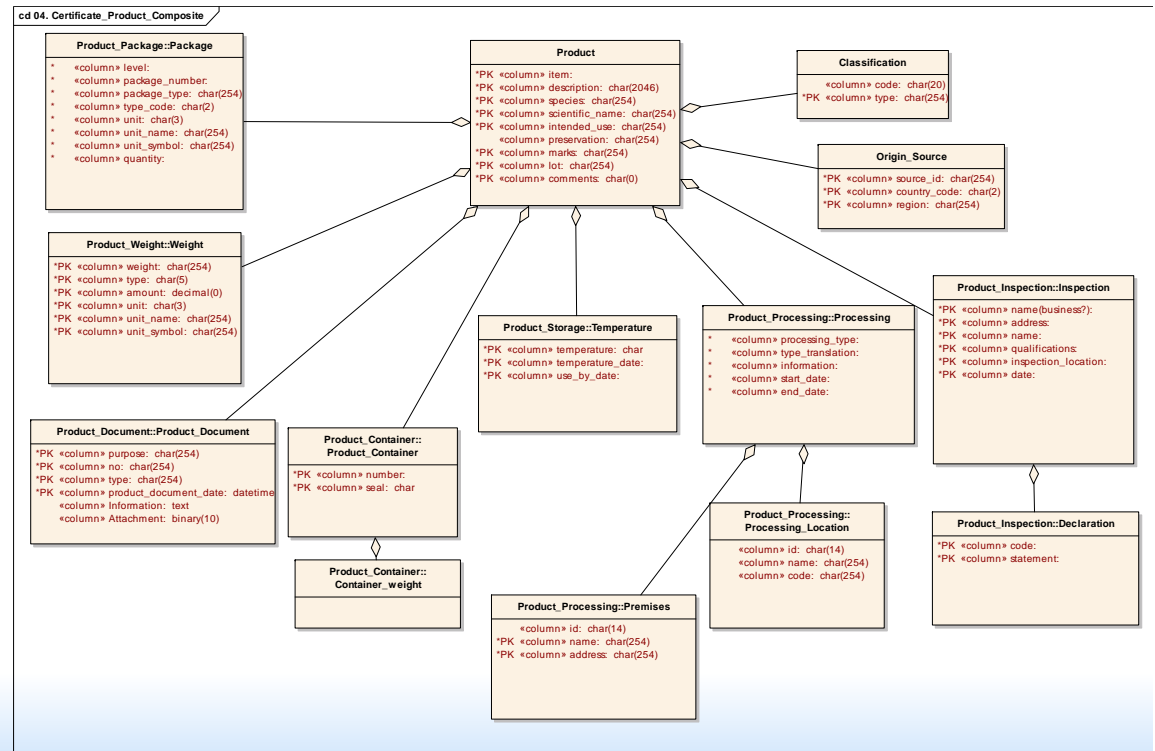 cd 04. Certificate_Product_Composite
Product_Package::Package
* «column» level:
* «column» package_number:
* «column» package_type: char(254)
* «column» type_code: char(2)
* «column» unit: char(3)
* «column» unit_name: char(254)
* «column» unit_symbol: char(254)
* «column» quantity:
Product
*PK «column» item:
*PK «column» description: char(2046)
*PK «column» species: char(254)
*PK «column» scientific_name: char(254)
*PK «column» intended_use: char(254)
«column» preservation: char(254)
*PK «column» marks: char(254)
*PK «column» lot: char(254)
*PK «column» comments: char(0)
Classification
«column» code: char(20)
*PK «column» type: char(254)
Origin_Source
*PK «column» source_id: char(254)
*PK «column» country_code: char(2)
*PK «column» region: char(254)
Product_Weight::Weight
*PK «column» weight: char(254)
*PK «column» type: char(5)
*PK «column» amount: decimal(0)
*PK «column» unit: char(3)
*PK «column» unit_name: char(254)
*PK «column» unit_symbol: char(254)
Product_Storage::Temperature
*PK «column» temperature: char
*PK «column» temperature_date:
*PK «column» use_by_date:
Product_Processing::Processing
* «column» processing_type:
* «column» type_translation:
* «column» information:
* «column» start_date:
* «column» end_date:
Product_Inspection::Inspection
*PK «column» name(business?):
*PK «column» address:
*PK «column» name:
*PK «column» qualifications:
*PK «column» inspection_location:
*PK «column» date:
Product_Document::Product_Document
*PK «column» purpose: char(254)
*PK «column» no: char(254)
*PK «column» type: char(254)
*PK «column» product_document_date: datetime
«column» Information: text
«column» Attachment: binary(10)
Product_Container::
Product_Container
*PK «column» number:
*PK «column» seal: char
Product_Container::
Container_weight
Product_Processing::
Processing_Location
«column» id: char(14)
«column» name: char(254)
«column» code: char(254)
Product_Inspection::Declaration
*PK «column» code:
*PK «column» statement:
Product_Processing::Premises
«column» id: char(14)
*PK «column» name: char(254)
*PK «column» address: char(254)